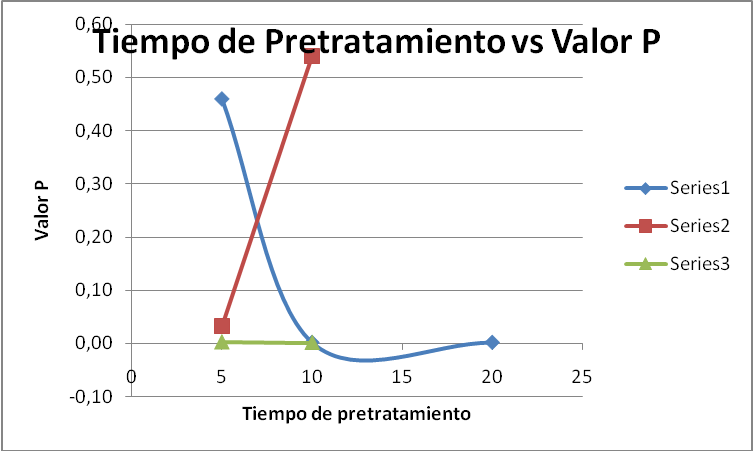 Tiempo de Pretratamiento vs Valor P
0,60
0,50
0,40
0,30
0,20
0,10
0,00
-0,10
0 5 10 15 20 25
Valor P
Tiempo de pretratamiento
Series1
Series2
Series3